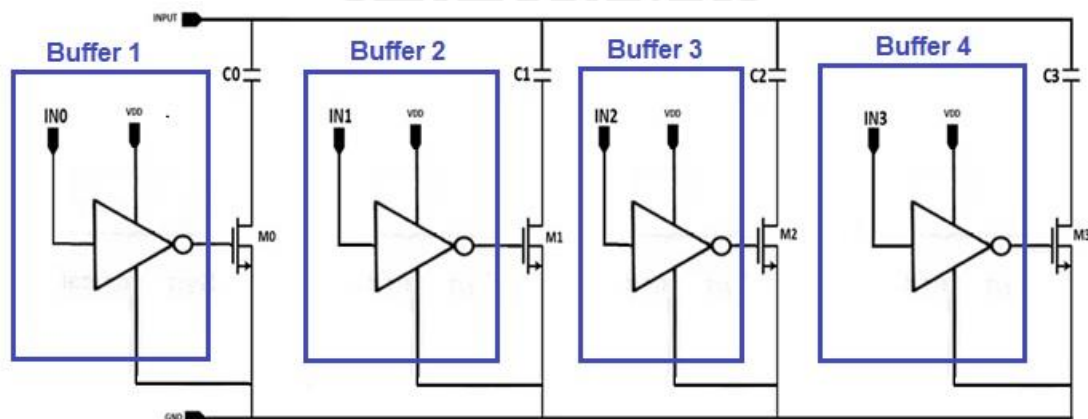 INPUT
Buffer 1
Buffer 2
Buffer 3
Buffer 4
C0
C1
C2
C3
IN0
VDD
IN1
VDD
IN2
VDD
IN3
VDD
M0
M1
M2
M3
GND